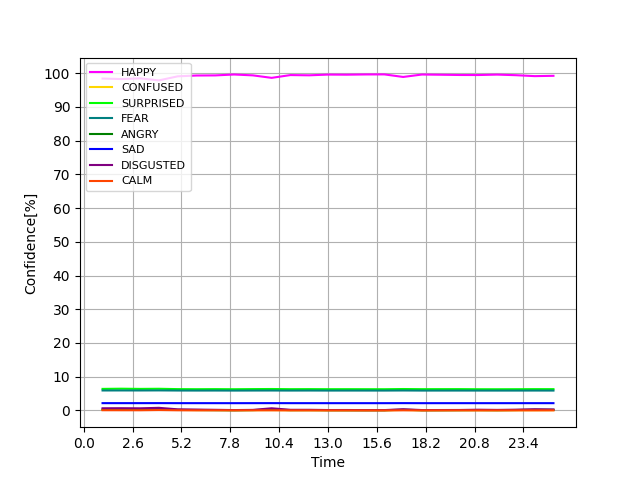 HAPPY
CONFUSED
SURPRISED
FEAR
ANGRY
SAD
DISGUSTED
CALM
100
90
80
70
60
50
40
30
20
10
0
Confidence[%]
0.0 2.6 5.2 7.8 10.4 13.0 15.6 18.2 20.8 23.4
Time